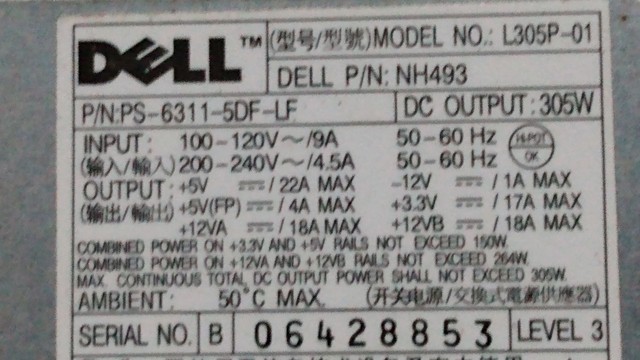 DELL™ (型号/型號)MODEL NO.: L305P-01
DELL P/N: NH493
P/N:PS-6311-5DF-LF DC OUTPUT: 305W
INPUT: 100-120V～/9A 50-60 Hz HI-POT OK
(输入/輸入) 200-240V～/4.5A 50-60 Hz
OUTPUT: +5V ⎓ / 22A MAX -12V ⎓ / 1A MAX
(输出/輸出) +5V(FP) ⎓ / 4A MAX +3.3V ⎓ / 17A MAX
+12VA ⎓ / 18A MAX +12VB ⎓ / 18A MAX
COMBINED POWER ON +3.3V AND +5V RAILS NOT EXCEED 150W.
COMBINED POWER ON +12VA AND +12VB RAILS NOT EXCEED 264W.
MAX. CONTINUOUS TOTAL DC OUTPUT POWER SHALL NOT EXCEED 305W.
AMBIENT: 50°C MAX. (开关电源/交換式電源供應器)
SERIAL NO. B 06428853 LEVEL 3